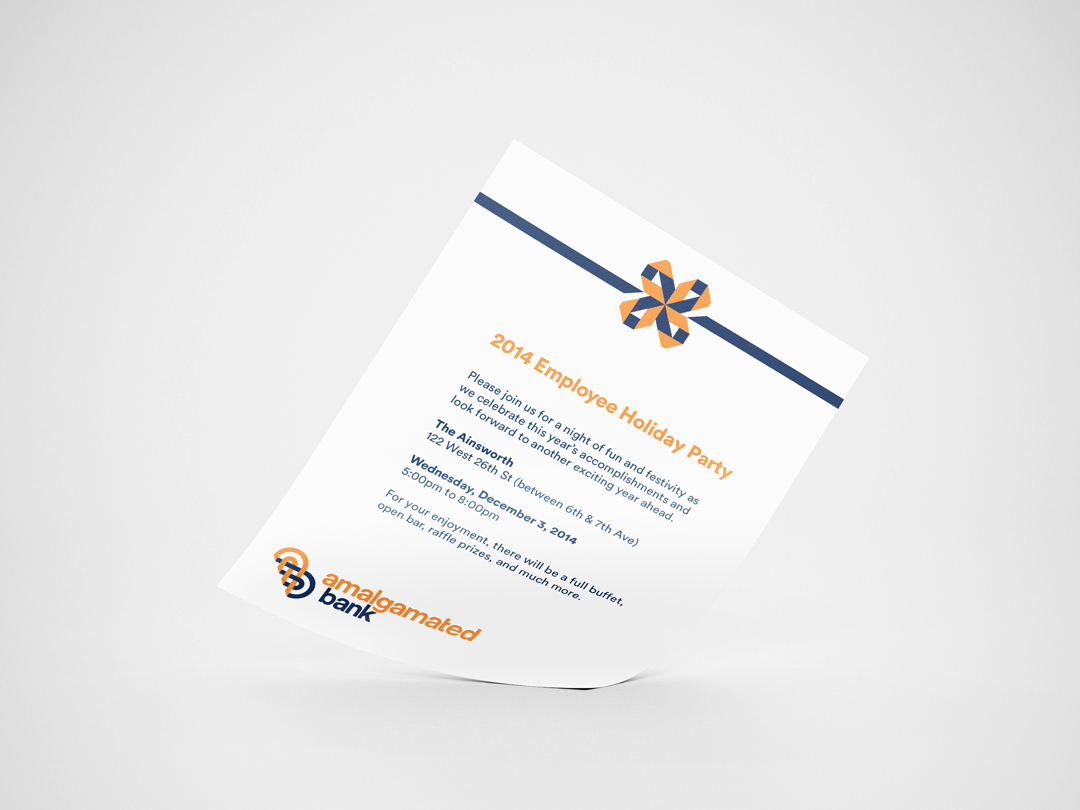 2014 Employee Holiday Party
Please join us for a night of fun and festivity as
we celebrate this year's accomplishments and
look forward to another exciting year ahead.
The Ainsworth
122 West 26th St (between 6th & 7th Ave)
Wednesday, December 3, 2014
5:00pm to 8:00pm
For your enjoyment, there will be a full buffet,
open bar, raffle prizes, and much more.
amalgamated
bank